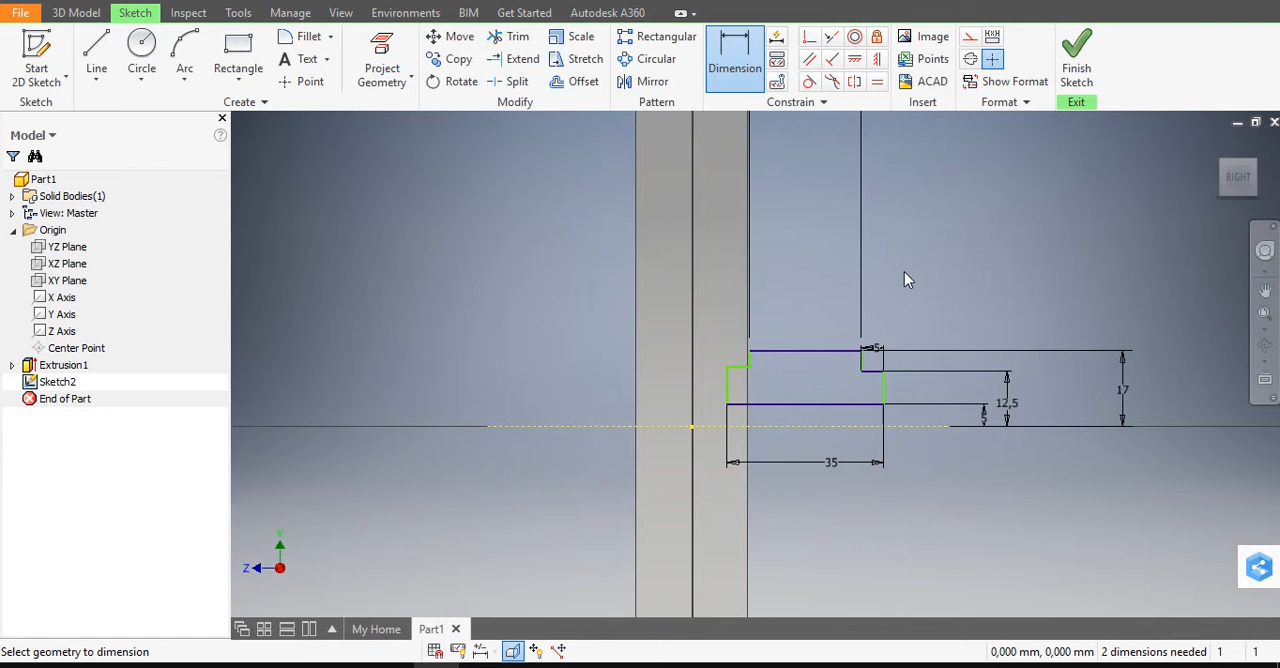 File 3D Model Sketch Inspect Tools Manage View Environments BIM Get Started Autodesk A360
Start
2D Sketch
Line
Circle
Arc
Rectangle
Fillet
Text
Point
Project
Geometry
Move
Copy
Rotate
Trim
Extend
Split
Scale
Stretch
Offset
Rectangular
Circular
Mirror
Dimension
Image
Points
ACAD
Show Format
Finish
Sketch
Sketch Create Modify Pattern Constrain Insert Format Exit
Model
Part1
Solid Bodies(1)
View: Master
Origin
YZ Plane
XZ Plane
XY Plane
X Axis
Y Axis
Z Axis
Center Point
Extrusion1
Sketch2
End of Part
RIGHT
5
17
12,5
5
35
Z
My Home Part1
Select geometry to dimension 0,000 mm, 0,000 mm 2 dimensions needed 1 1